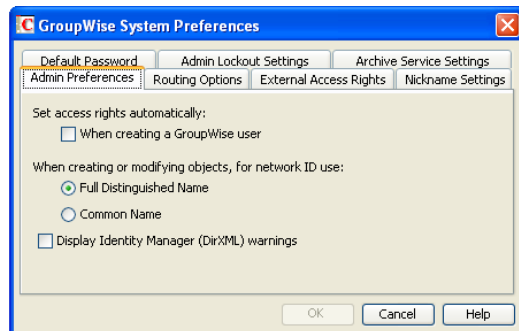 GroupWise System Preferences
Default Password Admin Lockout Settings Archive Service Settings
Admin Preferences Routing Options External Access Rights Nickname Settings
Set access rights automatically:
When creating a GroupWise user
When creating or modifying objects, for network ID use:
Full Distinguished Name
Common Name
Display Identity Manager (DirXML) warnings
OK Cancel Help